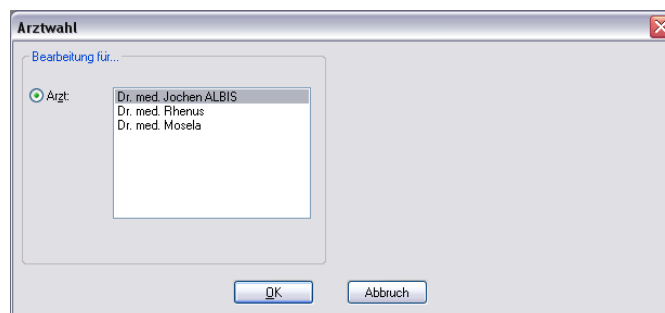 Arztwahl
Bearbeitung für...
Arzt:
Dr. med. Jochen ALBIS
Dr. med. Rhenus
Dr. med. Mosela
OK
Abbruch